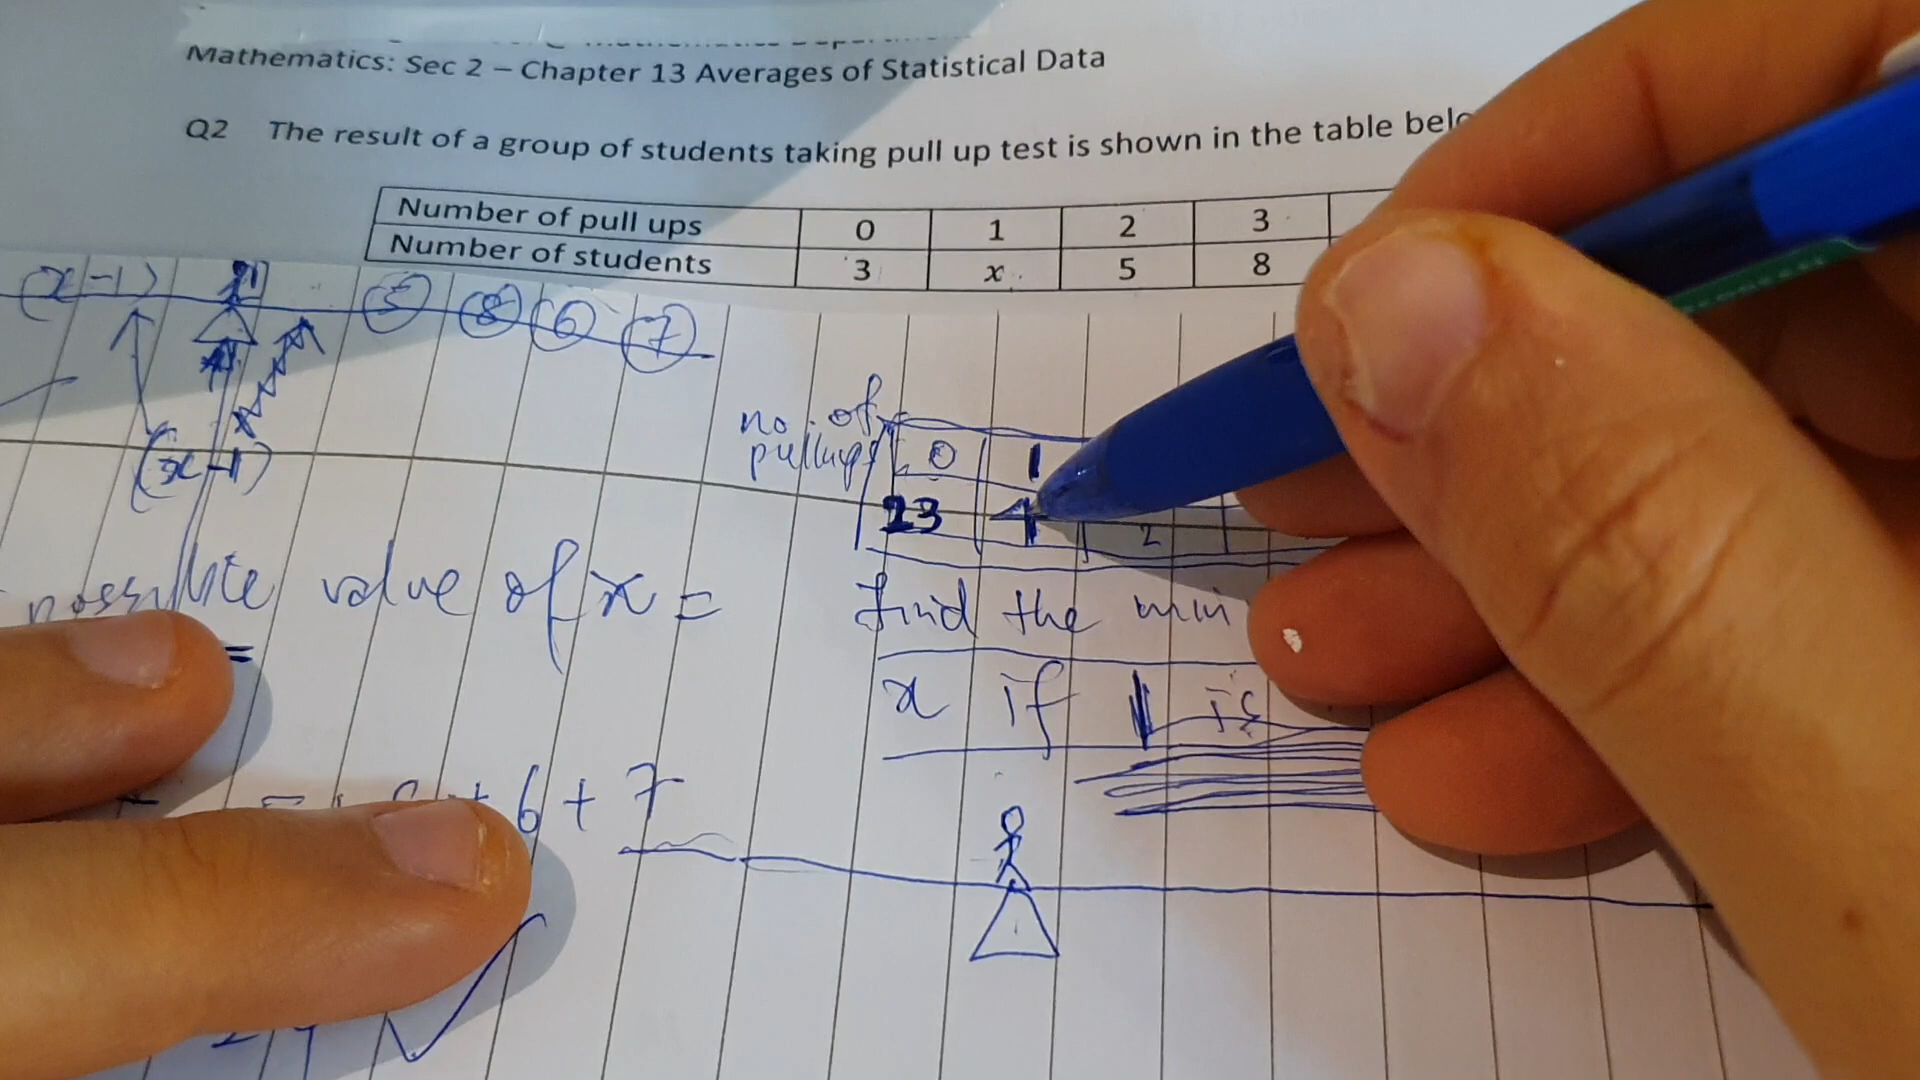 Mathematics: Sec 2 – Chapter 13 Averages of Statistical Data
Q2 The result of a group of students taking pull up test is shown in the table
Number of pull ups 0 1 2 3
Number of students 3 x 5 8
(x-1) 5 8 6 7
(x-1)
no. of
pullups 0 1
23 2
value of x =
find the min
x if 1 is
6 + 7